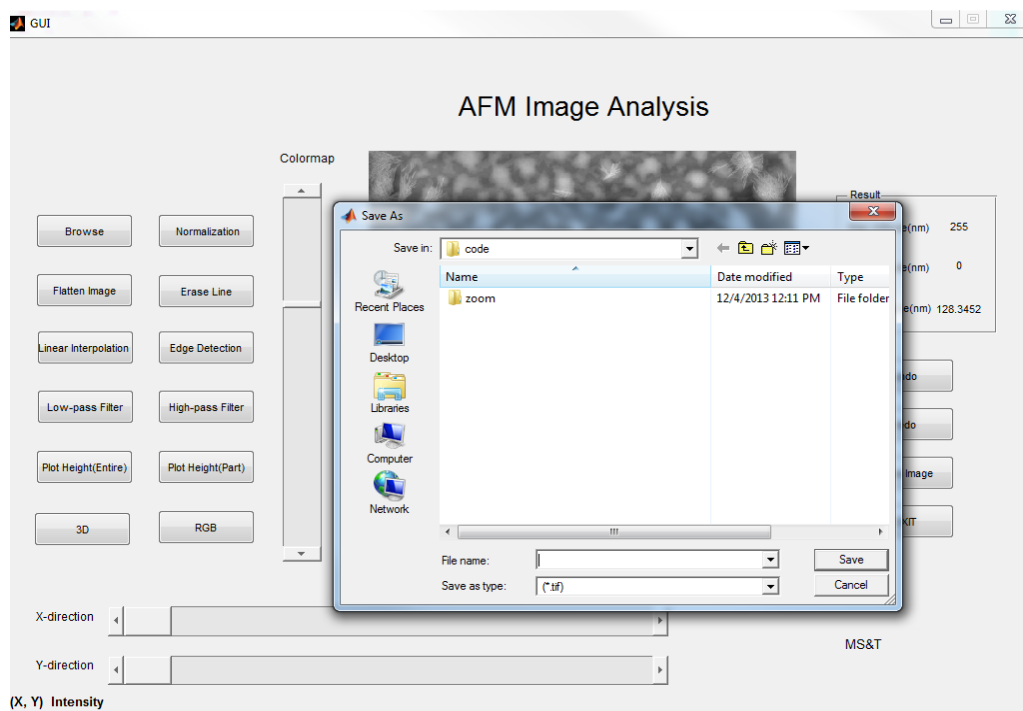 GUI
AFM Image Analysis
Colormap
Result
Browse
Normalization
Flatten Image
Erase Line
Linear Interpolation
Edge Detection
Low-pass Filter
High-pass Filter
Plot Height(Entire)
Plot Height(Part)
3D
RGB
Save As
Save in:
code
Name
Date modified
Type
zoom
12/4/2013 12:11 PM
File folder
Recent Places
Desktop
Libraries
Computer
Network
File name:
Save
Save as type:
(*.tif)
Cancel
e(nm) 255
e(nm) 0
e(nm) 128.3452
do
do
Image
X-direction
Y-direction
MS&T
(X, Y) Intensity